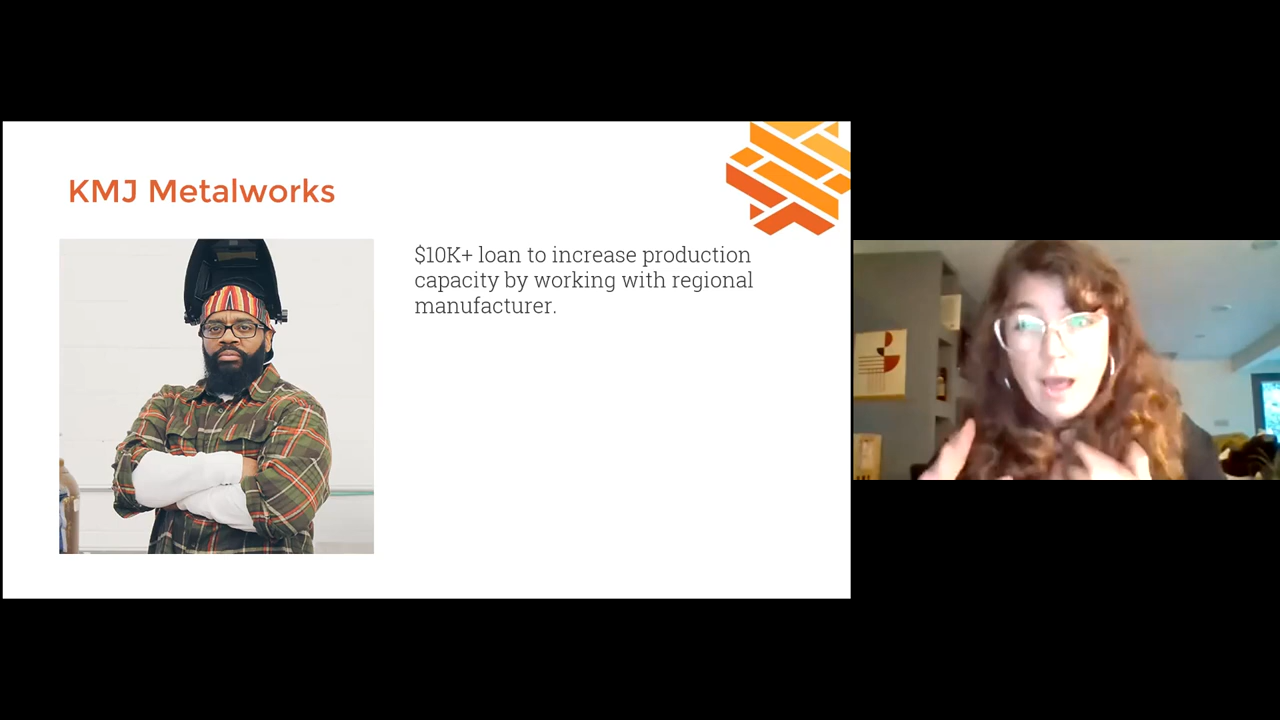 KMJ Metalworks
$10K+ loan to increase production
capacity by working with regional
manufacturer.